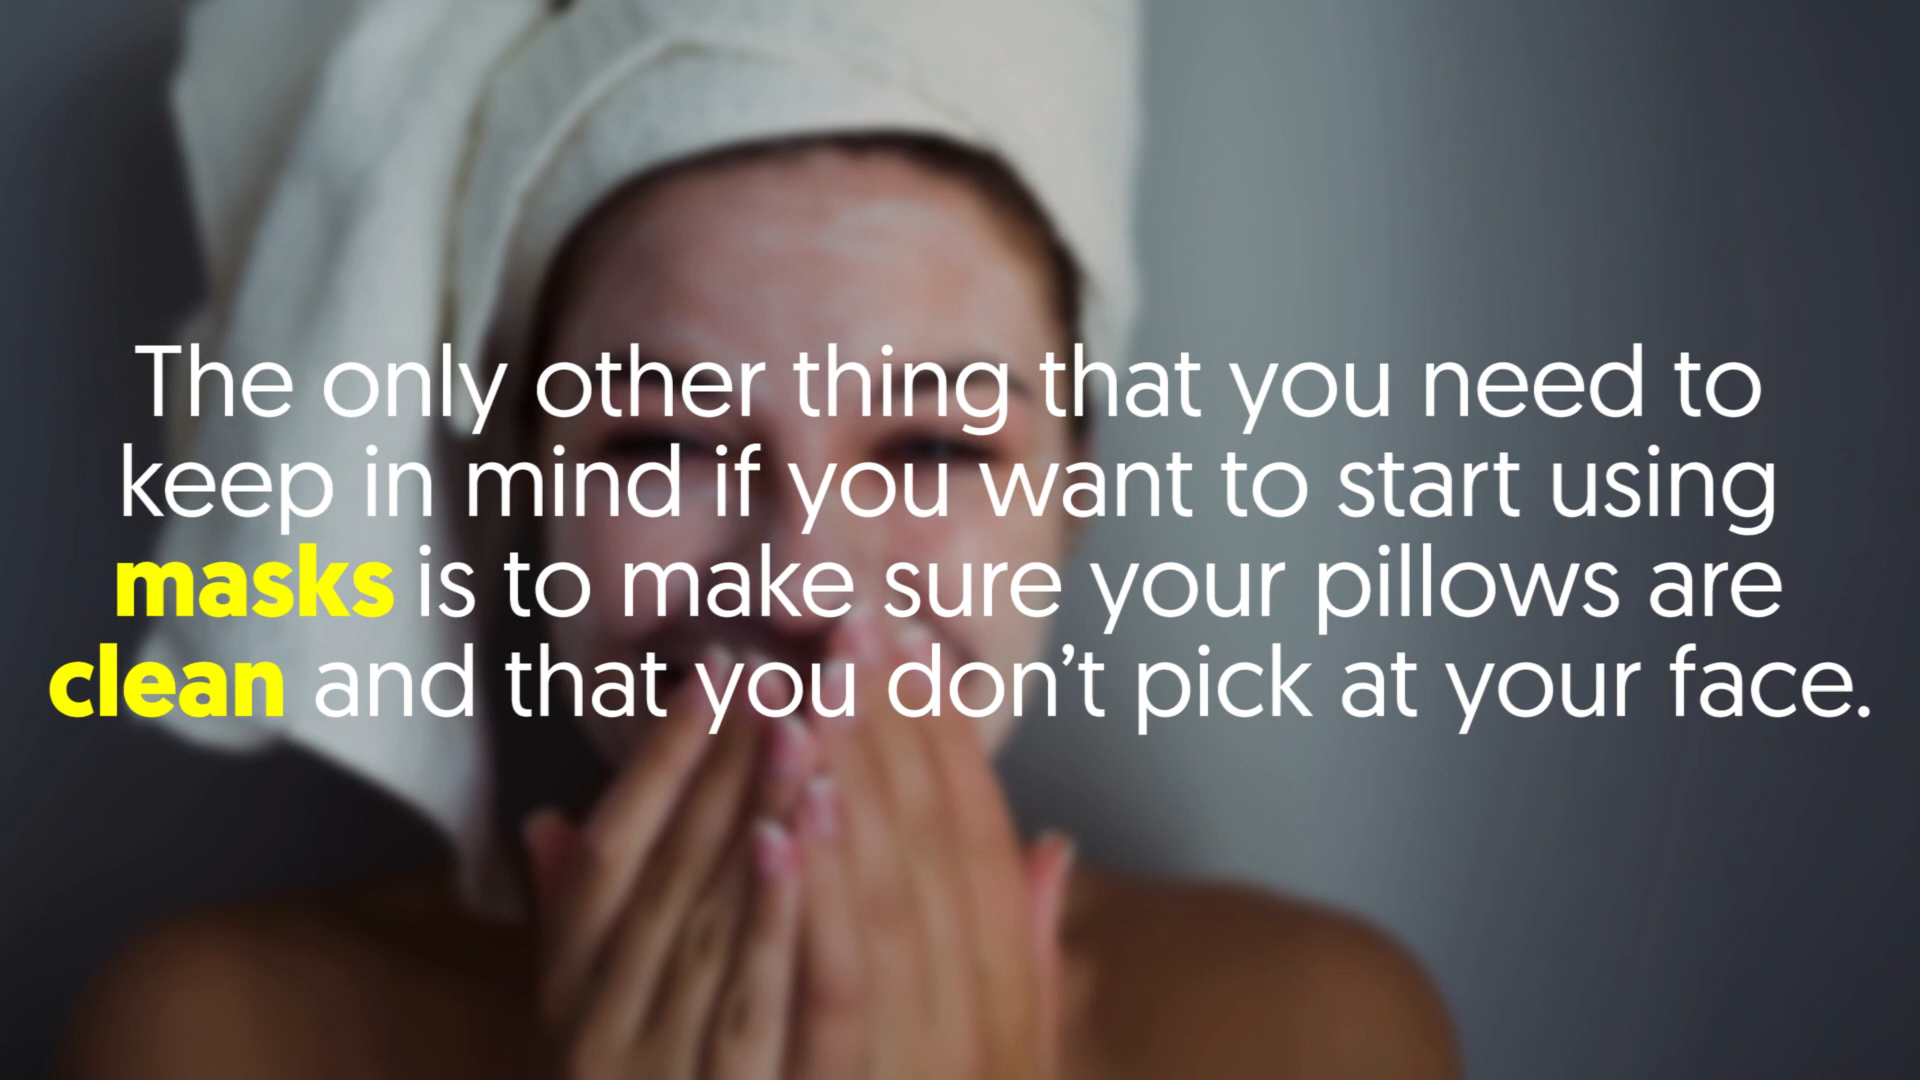 The only other thing that you need to
keep in mind if you want to start using
masks is to make sure your pillows are
clean and that you don’t pick at your face.